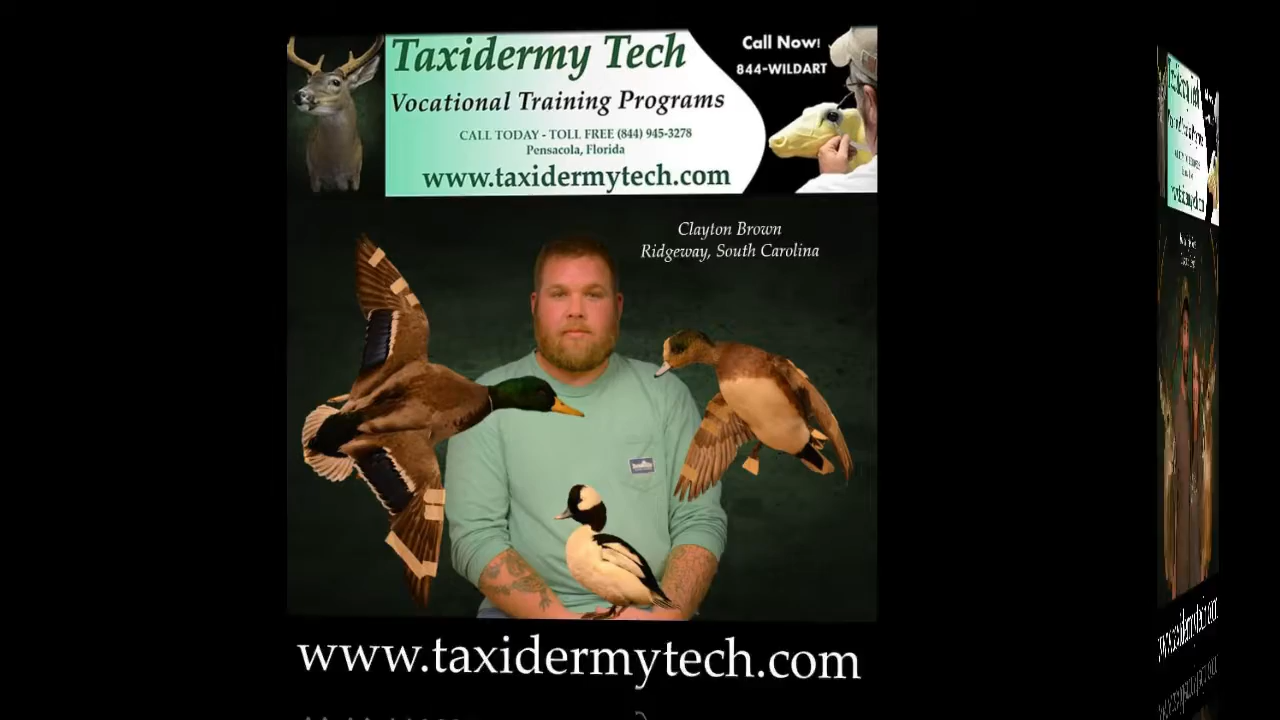 Taxidermy Tech
Vocational Training Programs
CALL TODAY - TOLL FREE (844) 945-3278
Pensacola, Florida
www.taxidermytech.com
Call Now!
844-WILDART
Clayton Brown
Ridgeway, South Carolina
www.taxidermytech.com